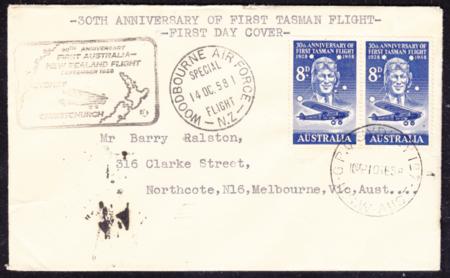 -30TH ANNIVERSARY OF FIRST TASMAN FLIGHT-
-FIRST DAY COVER-
30TH ANNIVERSARY
FIRST AUSTRALIA-
NEW ZEALAND FLIGHT
SEPTEMBER 1958
SYDNEY
CHRISTCHURCH
WOODBOURNE AIR FORCE
SPECIAL
14 OC. 58 1
FLIGHT
-N.Z.-
30th ANNIVERSARY OF
FIRST TASMAN FLIGHT
1928 1958
8D
AUSTRALIA
30th ANNIVERSARY OF
FIRST TASMAN FLIGHT
1928 1958
8D
AUSTRALIA
Mr Barry Ralston,
316 Clarke Street,
Northcote,N16,Melbourne,Vic,Aust...